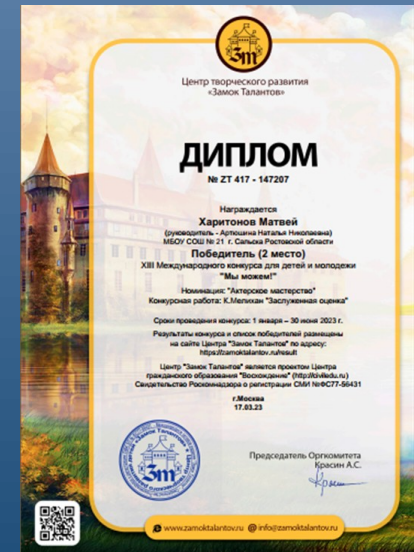 Зт
Центр творческого развития
«Замок Талантов»
ДИПЛОМ
№ ZT 417 - 147207
Награждается
Харитонов Матвей
(руководитель - Артюшина Наталья Николаевна)
МБОУ СОШ № 21 г. Сальска Ростовской области
Победитель (2 место)
XIII Международного конкурса для детей и молодежи
"Мы можем!"
Номинация: "Актерское мастерство"
Конкурсная работа: К.Мелихан "Заслуженная оценка"
Сроки проведения конкурса: 1 января – 30 июня 2023 г.
Результаты конкурса и список победителей размещены
на сайте Центра "Замок Талантов" по адресу:
https://zamoktalantov.ru/result
Центр "Замок Талантов" является проектом Центра
гражданского образования "Восхождение" (http://civiledu.ru)
Свидетельство Роскомнадзора о регистрации СМИ №ФС77-56431
г.Москва
17.03.23
Председатель Оргкомитета
Красин А.С.
Зт
www.zamoktalantov.ru info@zamoktalantov.ru